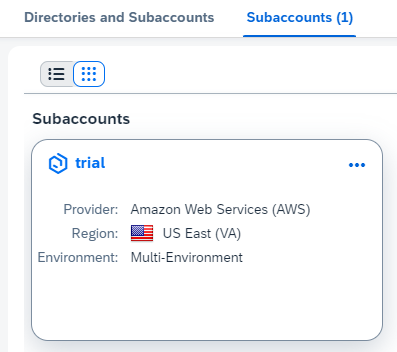 Directories and Subaccounts Subaccounts (1)
Subaccounts
trial
Provider: Amazon Web Services (AWS)
Region: US East (VA)
Environment: Multi-Environment